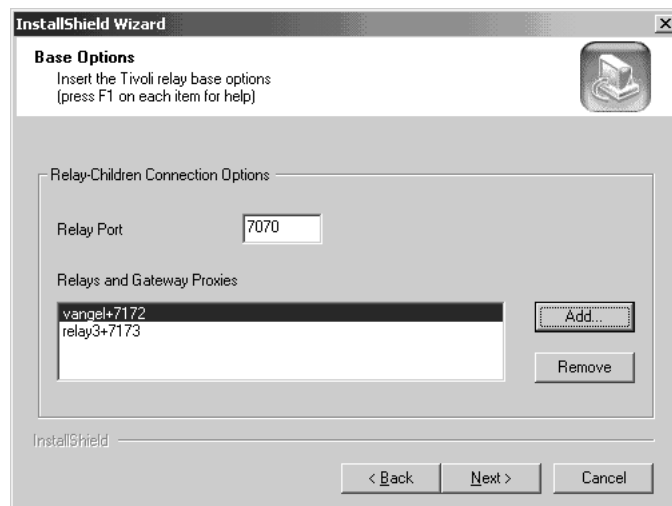 InstallShield Wizard
Base Options
Insert the Tivoli relay base options
(press F1 on each item for help)
Relay-Children Connection Options
Relay Port
7070
Relays and Gateway Proxies
vangel+7172
relay3+7173
Add...
Remove
InstallShield
< Back
Next >
Cancel